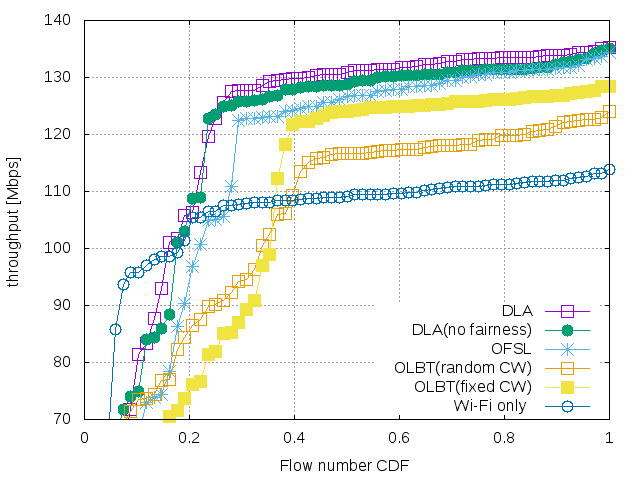 140
130
120
110
100
90
80
70
throughput [Mbps]
0
0.2
0.4
0.6
0.8
1
Flow number CDF
DLA
DLA(no fairness)
OFSL
OLBT(random CW)
OLBT(fixed CW)
Wi-Fi only